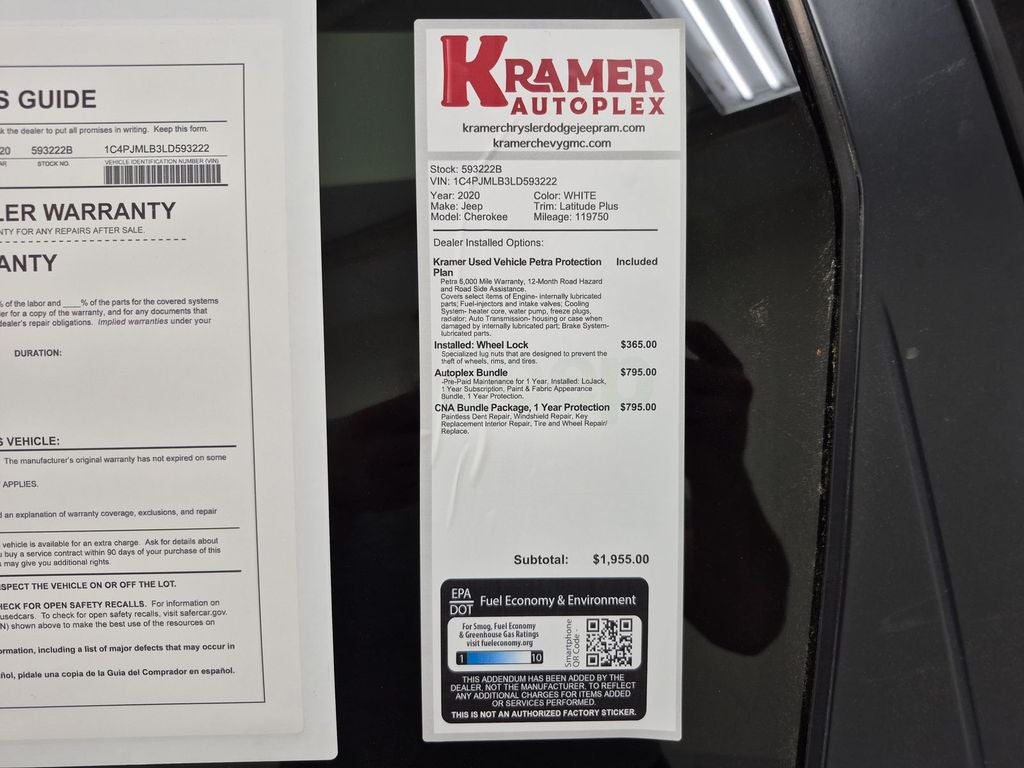 S GUIDE
k the dealer to put all promises in writing. Keep this form.
20 593222B 1C4PJMLB3LD593222
AR STOCK NO. VEHICLE IDENTIFICATION NUMBER (VIN)
LER WARRANTY
NTY FOR ANY REPAIRS AFTER SALE.
ANTY
% of the labor and ____% of the parts for the covered systems
er for a copy of the warranty, and for any documents that
dealer's repair obligations. Implied warranties under your
DURATION:
S VEHICLE:
The manufacturer's original warranty has not expired on some
APPLIES.
d an explanation of warranty coverage, exclusions, and repair
vehicle is available for an extra charge. Ask for details about
u buy a service contract within 90 days of your purchase of this
s may give you additional rights.
SPECT THE VEHICLE ON OR OFF THE LOT.
HECK FOR OPEN SAFETY RECALLS. For information on
usedcars. To check for open safety recalls, visit safercar.gov.
N) shown above to make the best use of the resources on
ormation, including a list of major defects that may occur in
ñol, pídale una copia de la Guía del Comprador en español.
KRAMER
AUTOPLEX
kramerchryslerdodgejeepram.com
kramerchevygmc.com
Stock: 593222B
VIN: 1C4PJMLB3LD593222
Year: 2020 Color: WHITE
Make: Jeep Trim: Latitude Plus
Model: Cherokee Mileage: 119750
Dealer Installed Options:
Kramer Used Vehicle Petra Protection Included
Plan
Petra 6,000 Mile Warranty, 12-Month Road Hazard
and Road Side Assistance.
Covers select items of Engine- internally lubricated
parts; Fuel-injectors and intake valves; Cooling
System- heater core, water pump, freeze plugs,
radiator; Auto Transmission- housing or case when
damaged by internally lubricated part; Brake System-
lubricated parts.
Installed: Wheel Lock $365.00
Specialized lug nuts that are designed to prevent the
theft of wheels, rims, and tires.
Autoplex Bundle $795.00
-Pre-Paid Maintenance for 1 Year, Installed: LoJack,
1 Year Subscription, Paint & Fabric Appearance
Bundle, 1 Year Protection.
CNA Bundle Package, 1 Year Protection $795.00
Paintless Dent Repair, Windshield Repair, Key
Replacement Interior Repair, Tire and Wheel Repair/
Replace.
Subtotal: $1,955.00
EPA
DOT
Fuel Economy & Environment
For Smog, Fuel Economy
& Greenhouse Gas Ratings
visit fueleconomy.org
1 10
Smartphone
QR Code -
THIS ADDENDUM HAS BEEN ADDED BY THE
DEALER, NOT THE MANUFACTURER, TO REFLECT
ANY ADDITIONAL CHARGES FOR ITEMS ADDED
OR SERVICES PERFORMED.
THIS IS NOT AN AUTHORIZED FACTORY STICKER.